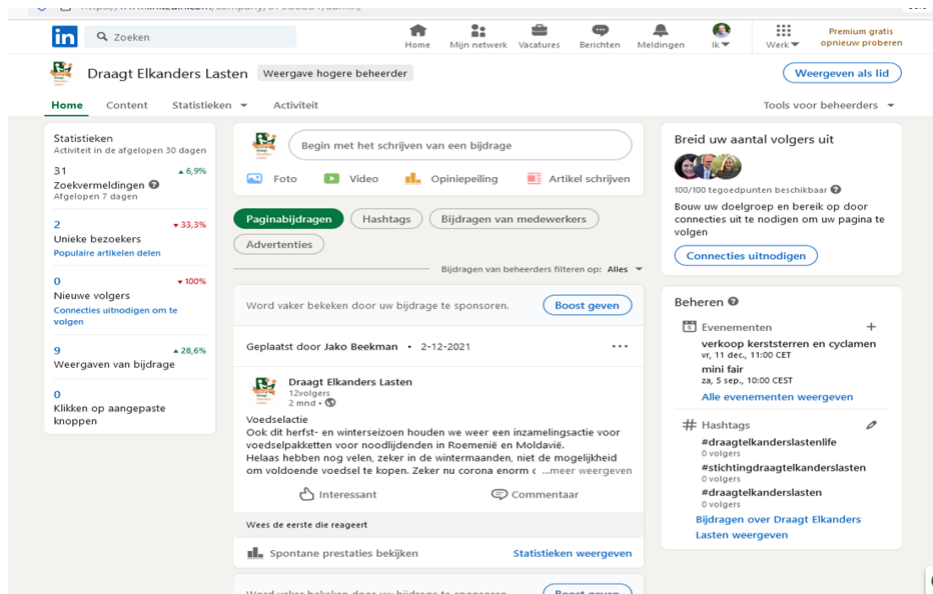 Zoeken
Home
Mijn netwerk
Vacatures
Berichten
Meldingen
Ik
Werk
Premium gratis
opnieuw proberen
Draagt Elkanders Lasten
Weergave hogere beheerder
Weergeven als lid
Home
Content
Statistieken
Activiteit
Tools voor beheerders
Statistieken
Activiteit in de afgelopen 30 dagen
31 6,9%
Zoekvermeldingen
Afgelopen 7 dagen
2 33,3%
Unieke bezoekers
Populaire artikelen delen
0 100%
Nieuwe volgers
Connecties uitnodigen om te
volgen
9 28,6%
Weergaven van bijdrage
0
Klikken op aangepaste
knoppen
Begin met het schrijven van een bijdrage
Foto
Video
Opiniepeiling
Artikel schrijven
Paginabijdragen
Hashtags
Bijdragen van medewerkers
Advertenties
Bijdragen van beheerders filteren op: Alles
Word vaker bekeken door uw bijdrage te sponsoren.
Boost geven
Geplaatst door Jako Beekman • 2-12-2021
Draagt Elkanders Lasten
12volgers
2 mnd •
Voedselactie
Ook dit herfst- en winterseizoen houden we weer een inzamelingsactie voor
voedselpakketten voor noodlijdenden in Roemenië en Moldavië.
Helaas hebben nog velen, zeker in de wintermaanden, niet de mogelijkheid
om voldoende voedsel te kopen. Zeker nu corona enorm ...meer weergeven
Interessant
Commentaar
Wees de eerste die reageert
Spontane prestaties bekijken
Statistieken weergeven
Breid uw aantal volgers uit
100/100 tegoedpunten beschikbaar
Bouw uw doelgroep en bereik op door
connecties uit te nodigen om uw pagina te
volgen
Connecties uitnodigen
Beheren
Evenementen
verkoop kerststerren en cyclamen
vr, 11 dec., 11:00 CET
mini fair
za, 5 sep., 10:00 CEST
Alle evenementen weergeven
Hashtags
#draagtelkanderslastenlife
0 volgers
#stichtingdraagtelkanderslasten
0 volgers
#draagtelkanderslasten
0 volgers
Bijdragen over Draagt Elkanders
Lasten weergeven